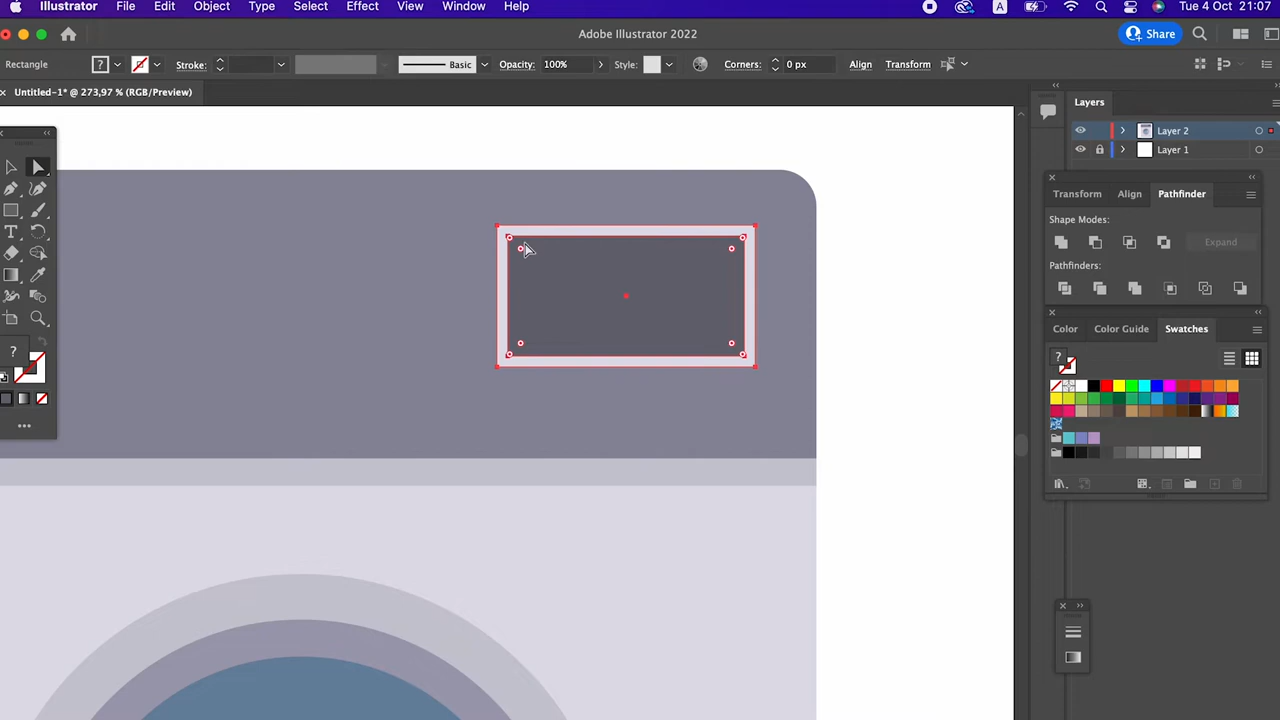 Illustrator File Edit Object Type Select Effect View Window Help A Tue 4 Oct 21:07
Adobe Illustrator 2022 Share
Rectangle ? Stroke: Basic Opacity: 100% Style: Corners: 0 px Align Transform
× Untitled-1* @ 273,97 % (RGB/Preview)
Layers
Layer 2
Layer 1
Transform Align Pathfinder
Shape Modes:
Expand
Pathfinders:
Color Color Guide Swatches
?
?
T